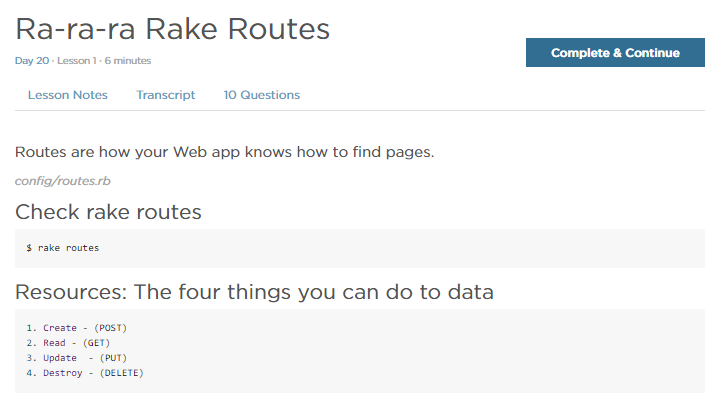 Ra-ra-ra Rake Routes
Day 20 · Lesson 1 · 6 minutes
Complete & Continue
Lesson Notes Transcript 10 Questions
Routes are how your Web app knows how to find pages.
config/routes.rb
Check rake routes
$ rake routes
Resources: The four things you can do to data
1. Create - (POST)
2. Read - (GET)
3. Update  - (PUT)
4. Destroy - (DELETE)